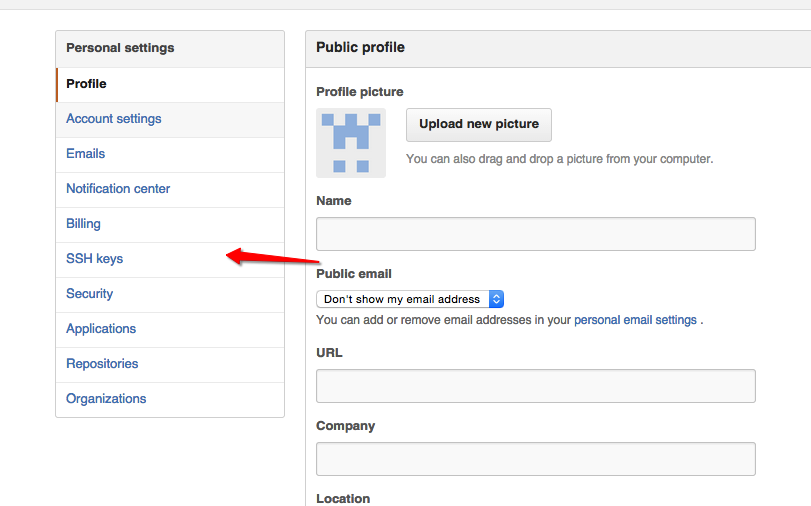 Personal settings
Profile
Account settings
Emails
Notification center
Billing
SSH keys
Security
Applications
Repositories
Organizations
Public profile
Profile picture
Upload new picture
You can also drag and drop a picture from your computer.
Name
Public email
Don't show my email address
You can add or remove email addresses in your personal email settings .
URL
Company
Location